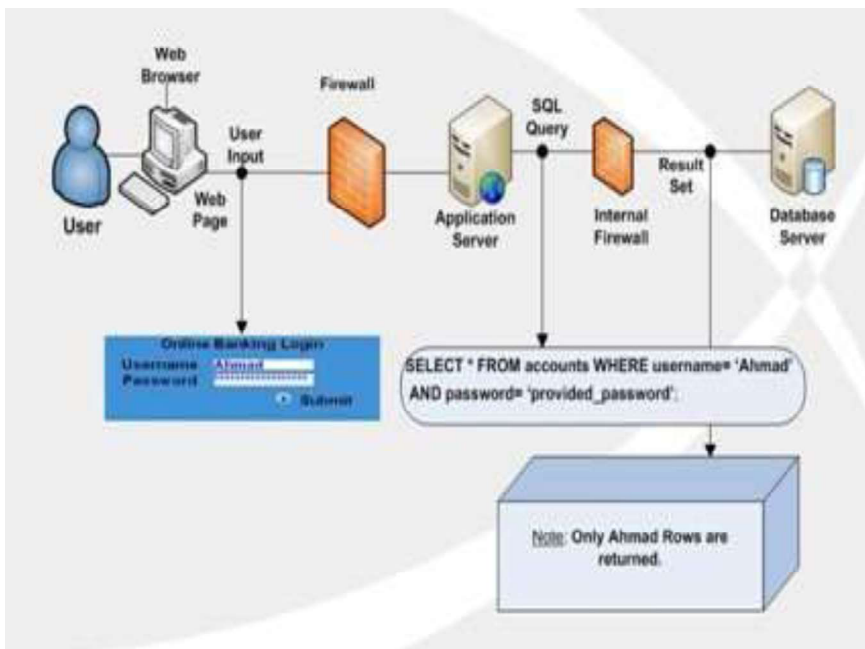 Web
Browser
Firewall
User
Input
SQL
Query
Result
Set
Web
Page
User
Application
Server
Internal
Firewall
Database
Server
Online Banking Login
Username Ahmad
Password ****************
Submit
SELECT * FROM accounts WHERE username= ‘Ahmad’
AND password= ‘provided_password’;
Note: Only Ahmad Rows are
returned.